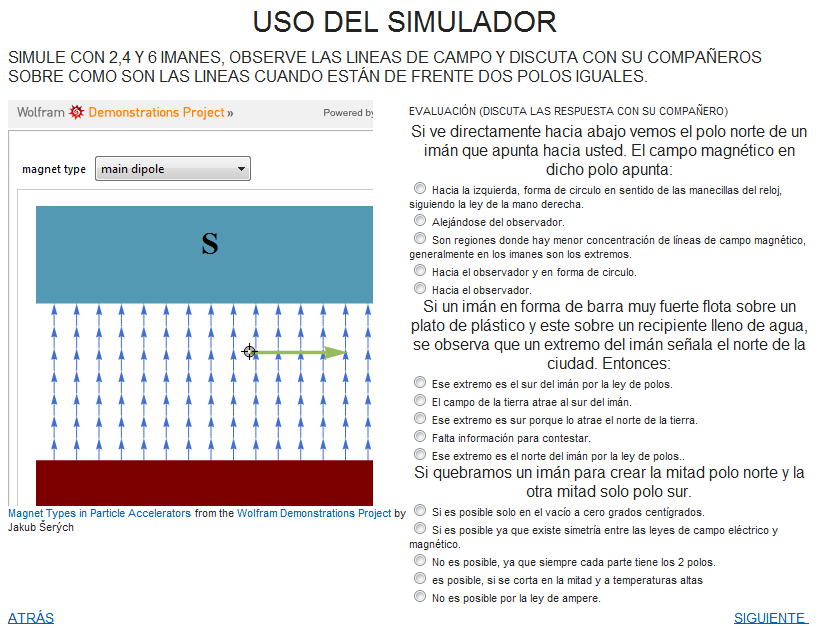 USO DEL SIMULADOR
SIMULE CON 2,4 Y 6 IMANES, OBSERVE LAS LINEAS DE CAMPO Y DISCUTA CON SU COMPAÑEROS
SOBRE COMO SON LAS LINEAS CUANDO ESTÁN DE FRENTE DOS POLOS IGUALES.
Wolfram Demonstrations Project »
Powered by
magnet type
main dipole
S
Magnet Types in Particle Accelerators from the Wolfram Demonstrations Project by
Jakub Šerých
EVALUACIÓN (DISCUTA LAS RESPUESTA CON SU COMPAÑERO)
Si ve directamente hacia abajo vemos el polo norte de un
imán que apunta hacia usted. El campo magnético en
dicho polo apunta:
Hacia la izquierda, forma de circulo en sentido de las manecillas del reloj,
siguiendo la ley de la mano derecha.
Alejándose del observador.
Son regiones donde hay menor concentración de líneas de campo magnético,
generalmente en los imanes son los extremos.
Hacia el observador y en forma de circulo.
Hacia el observador.
Si un imán en forma de barra muy fuerte flota sobre un
plato de plástico y este sobre un recipiente lleno de agua,
se observa que un extremo del imán señala el norte de la
ciudad. Entonces:
Ese extremo es el sur del imán por la ley de polos.
El campo de la tierra atrae al sur del imán.
Ese extremo es sur porque lo atrae el norte de la tierra.
Falta información para contestar.
Ese extremo es el norte del imán por la ley de polos..
Si quebramos un imán para crear la mitad polo norte y la
otra mitad solo polo sur.
Si es posible solo en el vacío a cero grados centígrados.
Si es posible ya que existe simetría entre las leyes de campo eléctrico y
magnético.
No es posible, ya que siempre cada parte tiene los 2 polos.
es posible, si se corta en la mitad y a temperaturas altas
No es posible por la ley de ampere.
ATRÁS
SIGUIENTE